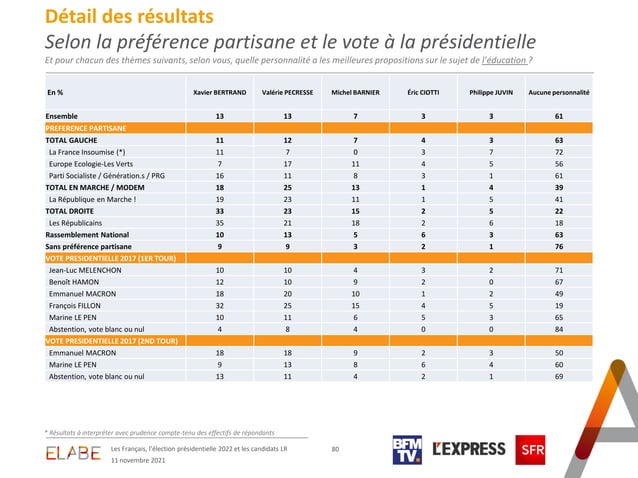 Détail des résultats
Selon la préférence partisane et le vote à la présidentielle
Et pour chacun des thèmes suivants, selon vous, quelle personnalité a les meilleures propositions sur le sujet de l'éducation ?
En % Xavier BERTRAND Valérie PECRESSE Michel BARNIER Éric CIOTTI Philippe JUVIN Aucune personnalité
Ensemble 13 13 7 3 3 61
PREFERENCE PARTISANE
TOTAL GAUCHE 11 12 7 4 3 63
La France Insoumise (*) 11 7 0 3 7 72
Europe Ecologie-Les Verts 7 17 11 4 5 56
Parti Socialiste / Génération.s / PRG 16 11 8 3 1 61
TOTAL EN MARCHE / MODEM 18 25 13 1 4 39
La République en Marche ! 19 23 11 1 5 41
TOTAL DROITE 33 23 15 2 5 22
Les Républicains 35 21 18 2 6 18
Rassemblement National 10 13 5 6 3 63
Sans préférence partisane 9 9 3 2 1 76
VOTE PRESIDENTIELLE 2017 (1ER TOUR)
Jean-Luc MELENCHON 10 10 4 3 2 71
Benoît HAMON 12 10 9 2 0 67
Emmanuel MACRON 18 20 10 1 2 49
François FILLON 32 25 15 4 5 19
Marine LE PEN 10 11 6 5 3 65
Abstention, vote blanc ou nul 4 8 4 0 0 84
VOTE PRESIDENTIELLE 2017 (2ND TOUR)
Emmanuel MACRON 18 18 9 2 3 50
Marine LE PEN 9 13 8 6 4 60
Abstention, vote blanc ou nul 13 11 4 2 1 69
* Résultats à interpréter avec prudence compte-tenu des effectifs de répondants
ELABE
Les Français, l'élection présidentielle 2022 et les candidats LR
11 novembre 2021
80
BFM
TV.
L'EXPRESS
SFR